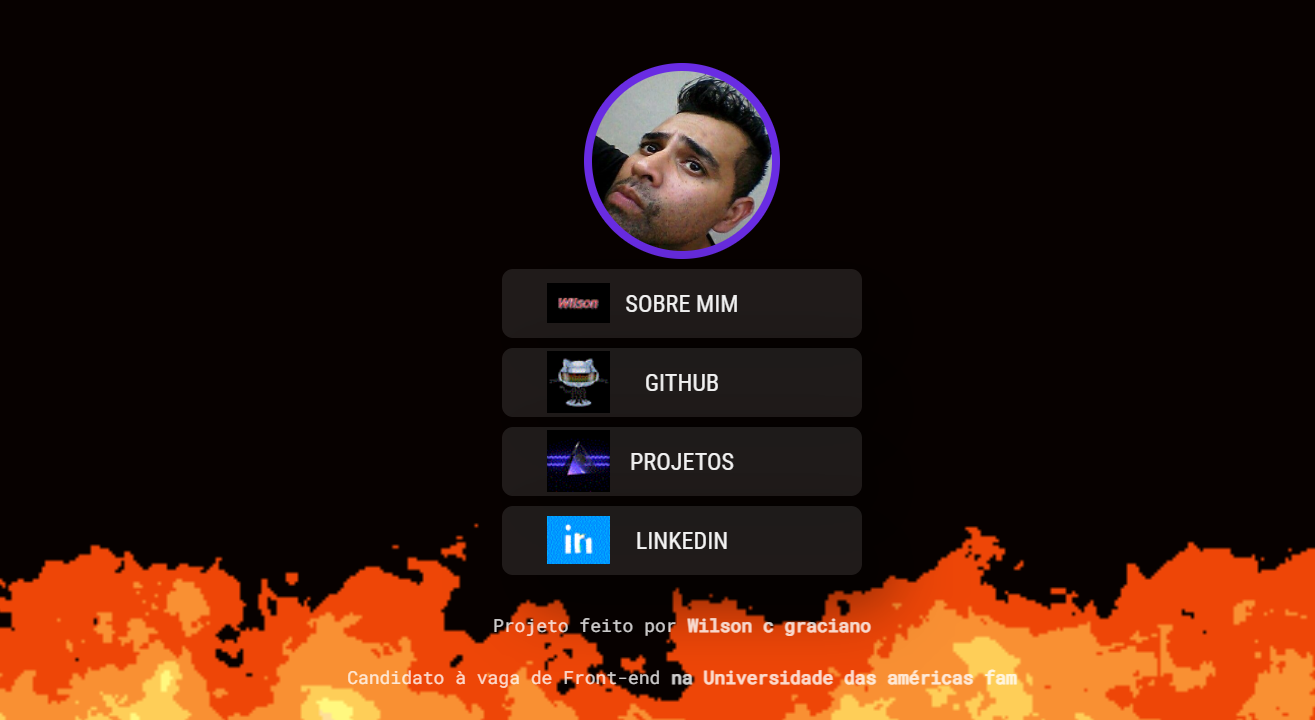 Wilson
SOBRE MIM
GITHUB
PROJETOS
in
LINKEDIN
Projeto feito por Wilson c graciano
Candidato à vaga de Front-end na Universidade das américas fam